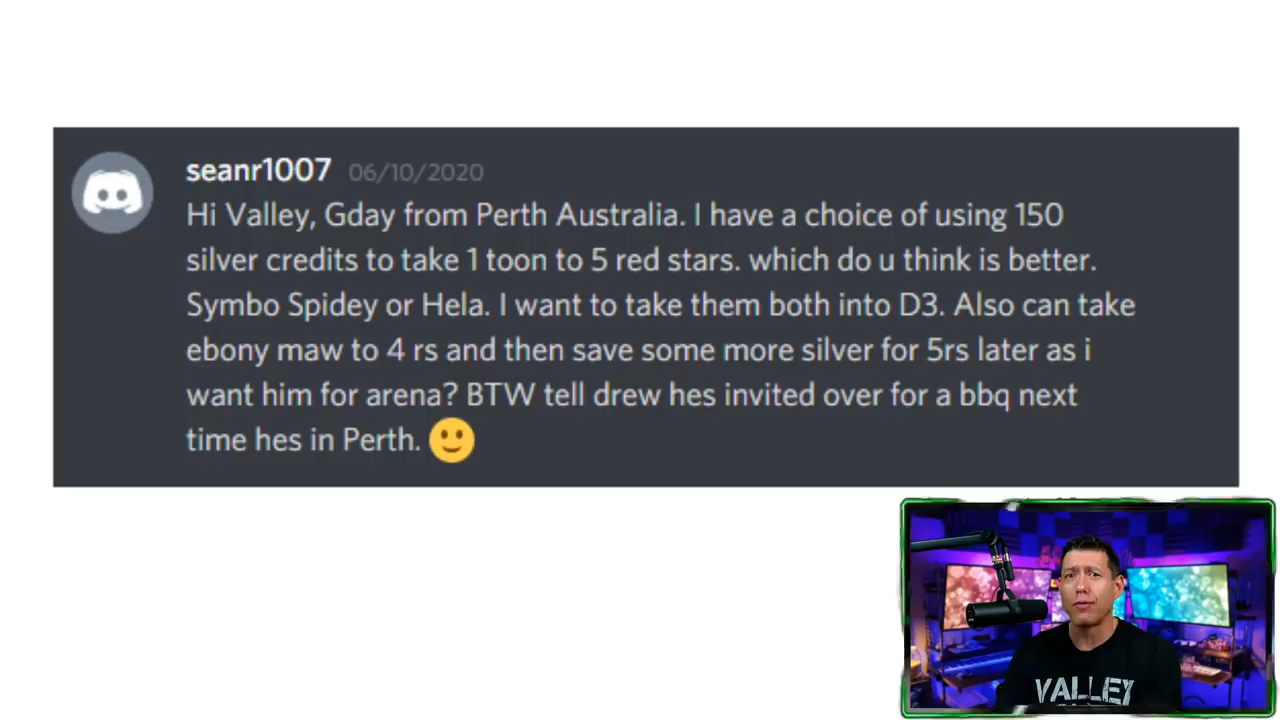 seanr1007 06/10/2020
Hi Valley, Gday from Perth Australia. I have a choice of using 150
silver credits to take 1 toon to 5 red stars. which do u think is better.
Symbo Spidey or Hela. I want to take them both into D3. Also can take
ebony maw to 4 rs and then save some more silver for 5rs later as i
want him for arena? BTW tell drew hes invited over for a bbq next
time hes in Perth. 🙂
VALLEY